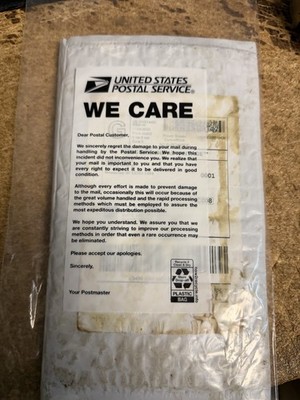 UNITED STATES
POSTAL SERVICE®
WE CARE
Dear Postal Customer,
We sincerely regret the damage to your mail during
handling by the Postal Service. We hope this
incident did not inconvenience you. We realize that
your mail is important to you and that you have
every right to expect it to be delivered in good
condition.
0001
Although every effort is made to prevent damage
to the mail, occasionally this will occur because of
the great volume handled and the rapid processing
methods which must be employed to assure the
most expeditious distribution possible.
We hope you understand. We assure you that we
are constantly striving to improve our processing
methods in order that even a rare occurrence may
be eliminated.
Please accept our apologies.
Sincerely,
Your Postmaster
PLASTIC
BAG